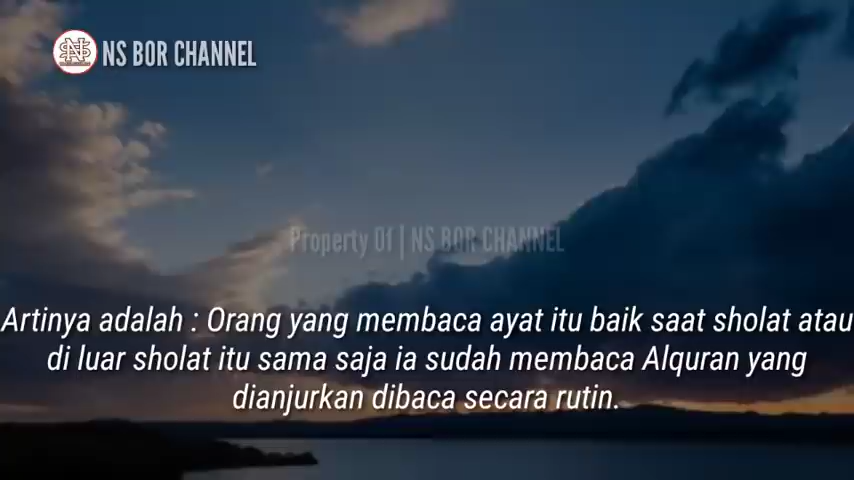 NS BOR CHANNEL
Property Of | NS BOR CHANNEL
Artinya adalah : Orang yang membaca ayat itu baik saat sholat atau
di luar sholat itu sama saja ia sudah membaca Alquran yang
dianjurkan dibaca secara rutin.